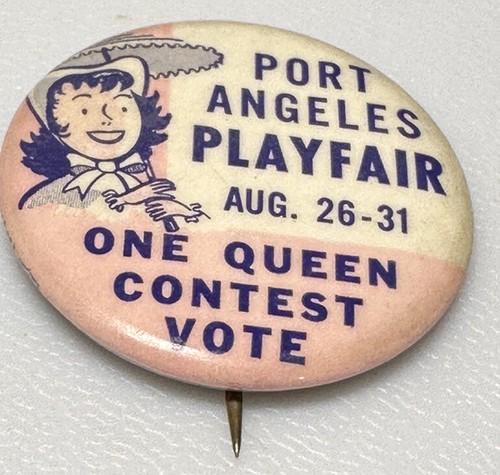 PORT
ANGELES
PLAYFAIR
AUG. 26-31
ONE QUEEN
CONTEST
VOTE